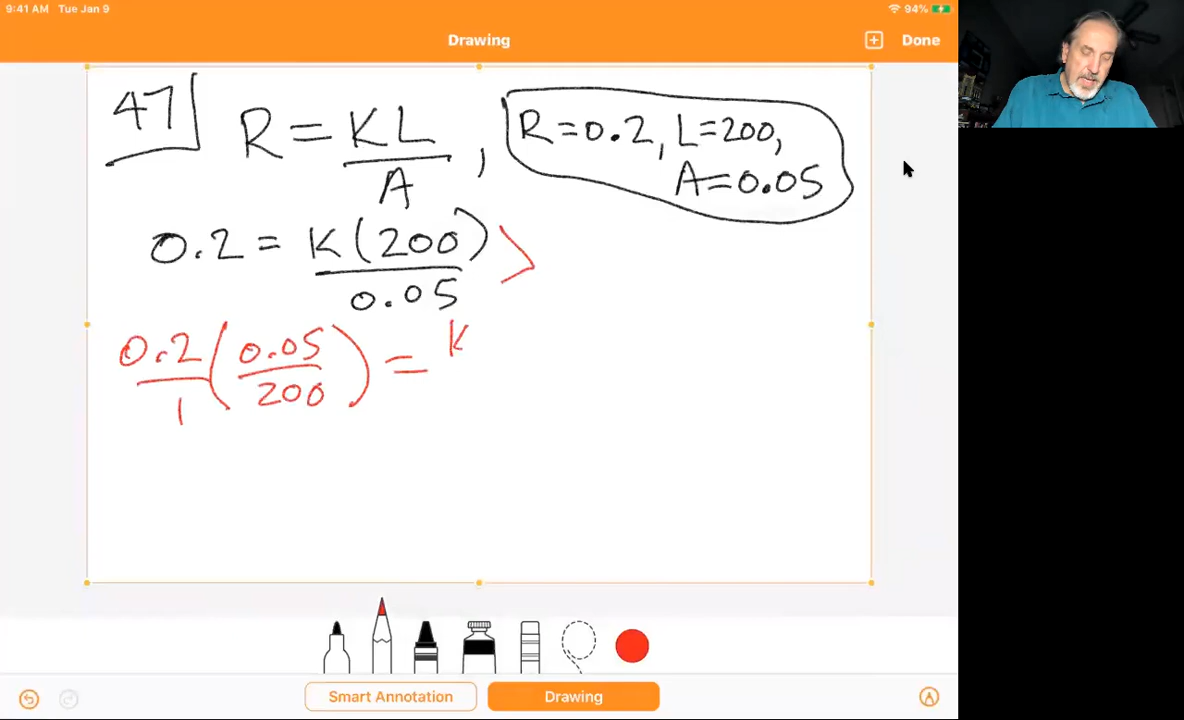 9:41 AM Tue Jan 9 94%
Drawing Done
47 R = KL/A , R=0.2, L=200,
A=0.05
0.2 = K(200)/0.05 >
0.2/1 (0.05/200) = K
Smart Annotation Drawing